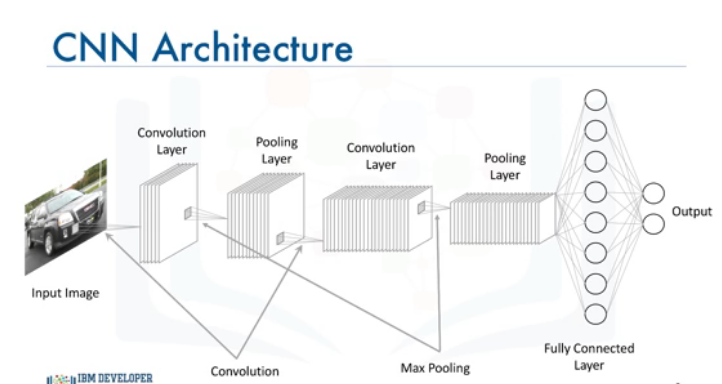 CNN Architecture
Convolution
Layer
Pooling
Layer
Convolution
Layer
Pooling
Layer
Output
Input Image
Fully Connected
Layer
Convolution
Max Pooling
IBM DEVELOPER